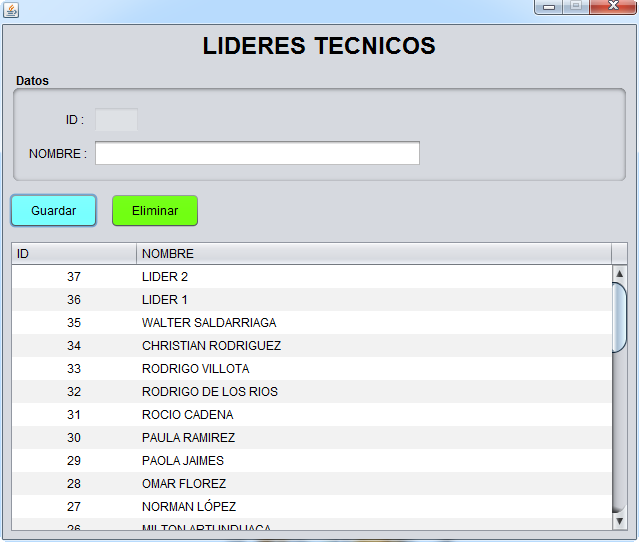 LIDERES TECNICOS
Datos
ID :
NOMBRE :
Guardar Eliminar
ID NOMBRE
37 LIDER 2
36 LIDER 1
35 WALTER SALDARRIAGA
34 CHRISTIAN RODRIGUEZ
33 RODRIGO VILLOTA
32 RODRIGO DE LOS RIOS
31 ROCIO CADENA
30 PAULA RAMIREZ
29 PAOLA JAIMES
28 OMAR FLOREZ
27 NORMAN LÓPEZ
26 MILTON ARTUNDUAGA